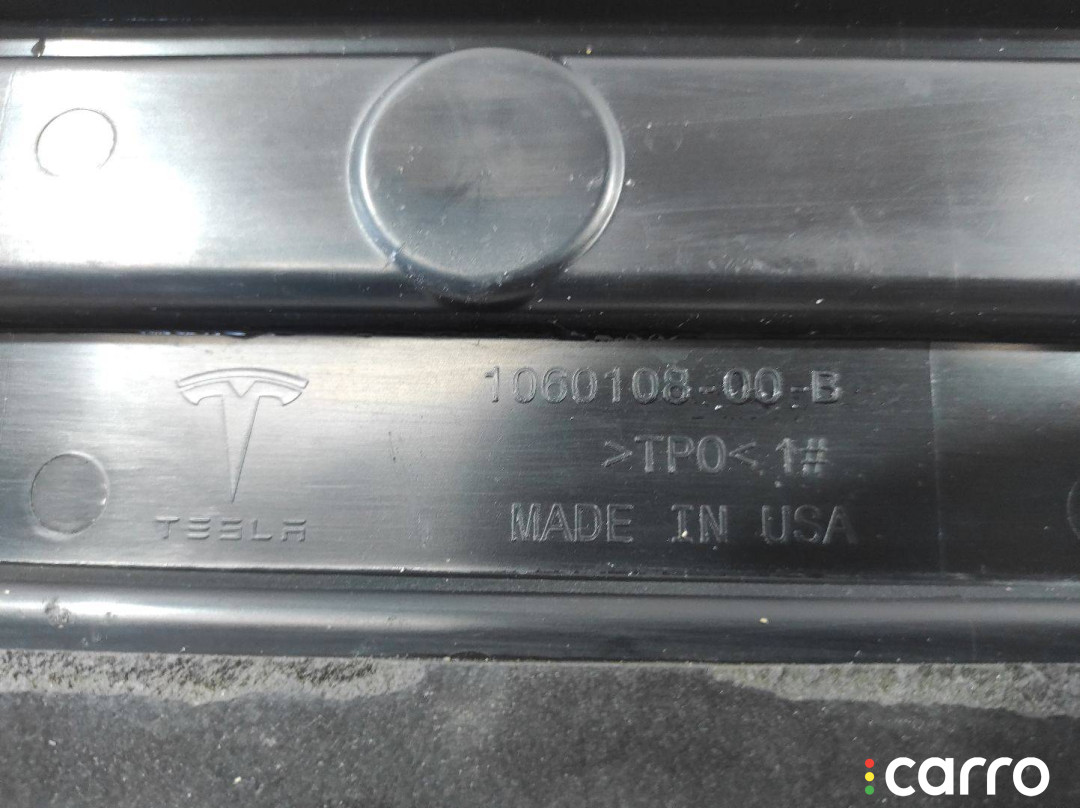 1060108-00-B
>TPO< 1#
TESLA
MADE IN USA
carro